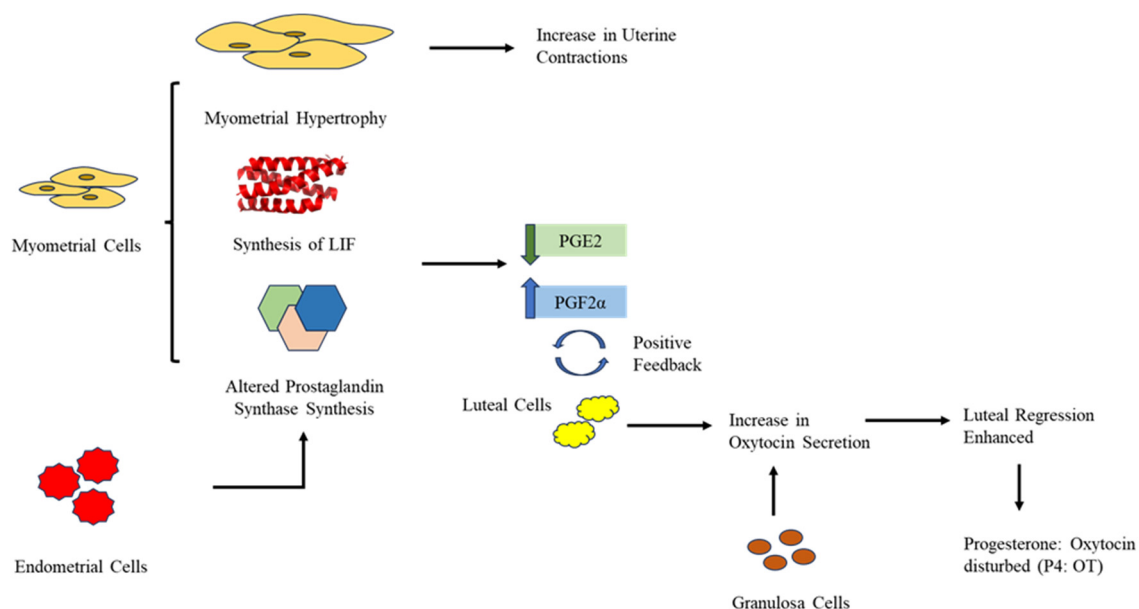 Increase in Uterine
Contractions
Myometrial Hypertrophy
Myometrial Cells
Synthesis of LIF
PGE2
PGF2α
Positive
Feedback
Altered Prostaglandin
Synthase Synthesis
Luteal Cells
Increase in
Oxytocin Secretion
Luteal Regression
Enhanced
Endometrial Cells
Granulosa Cells
Progesterone: Oxytocin
disturbed (P4: OT)